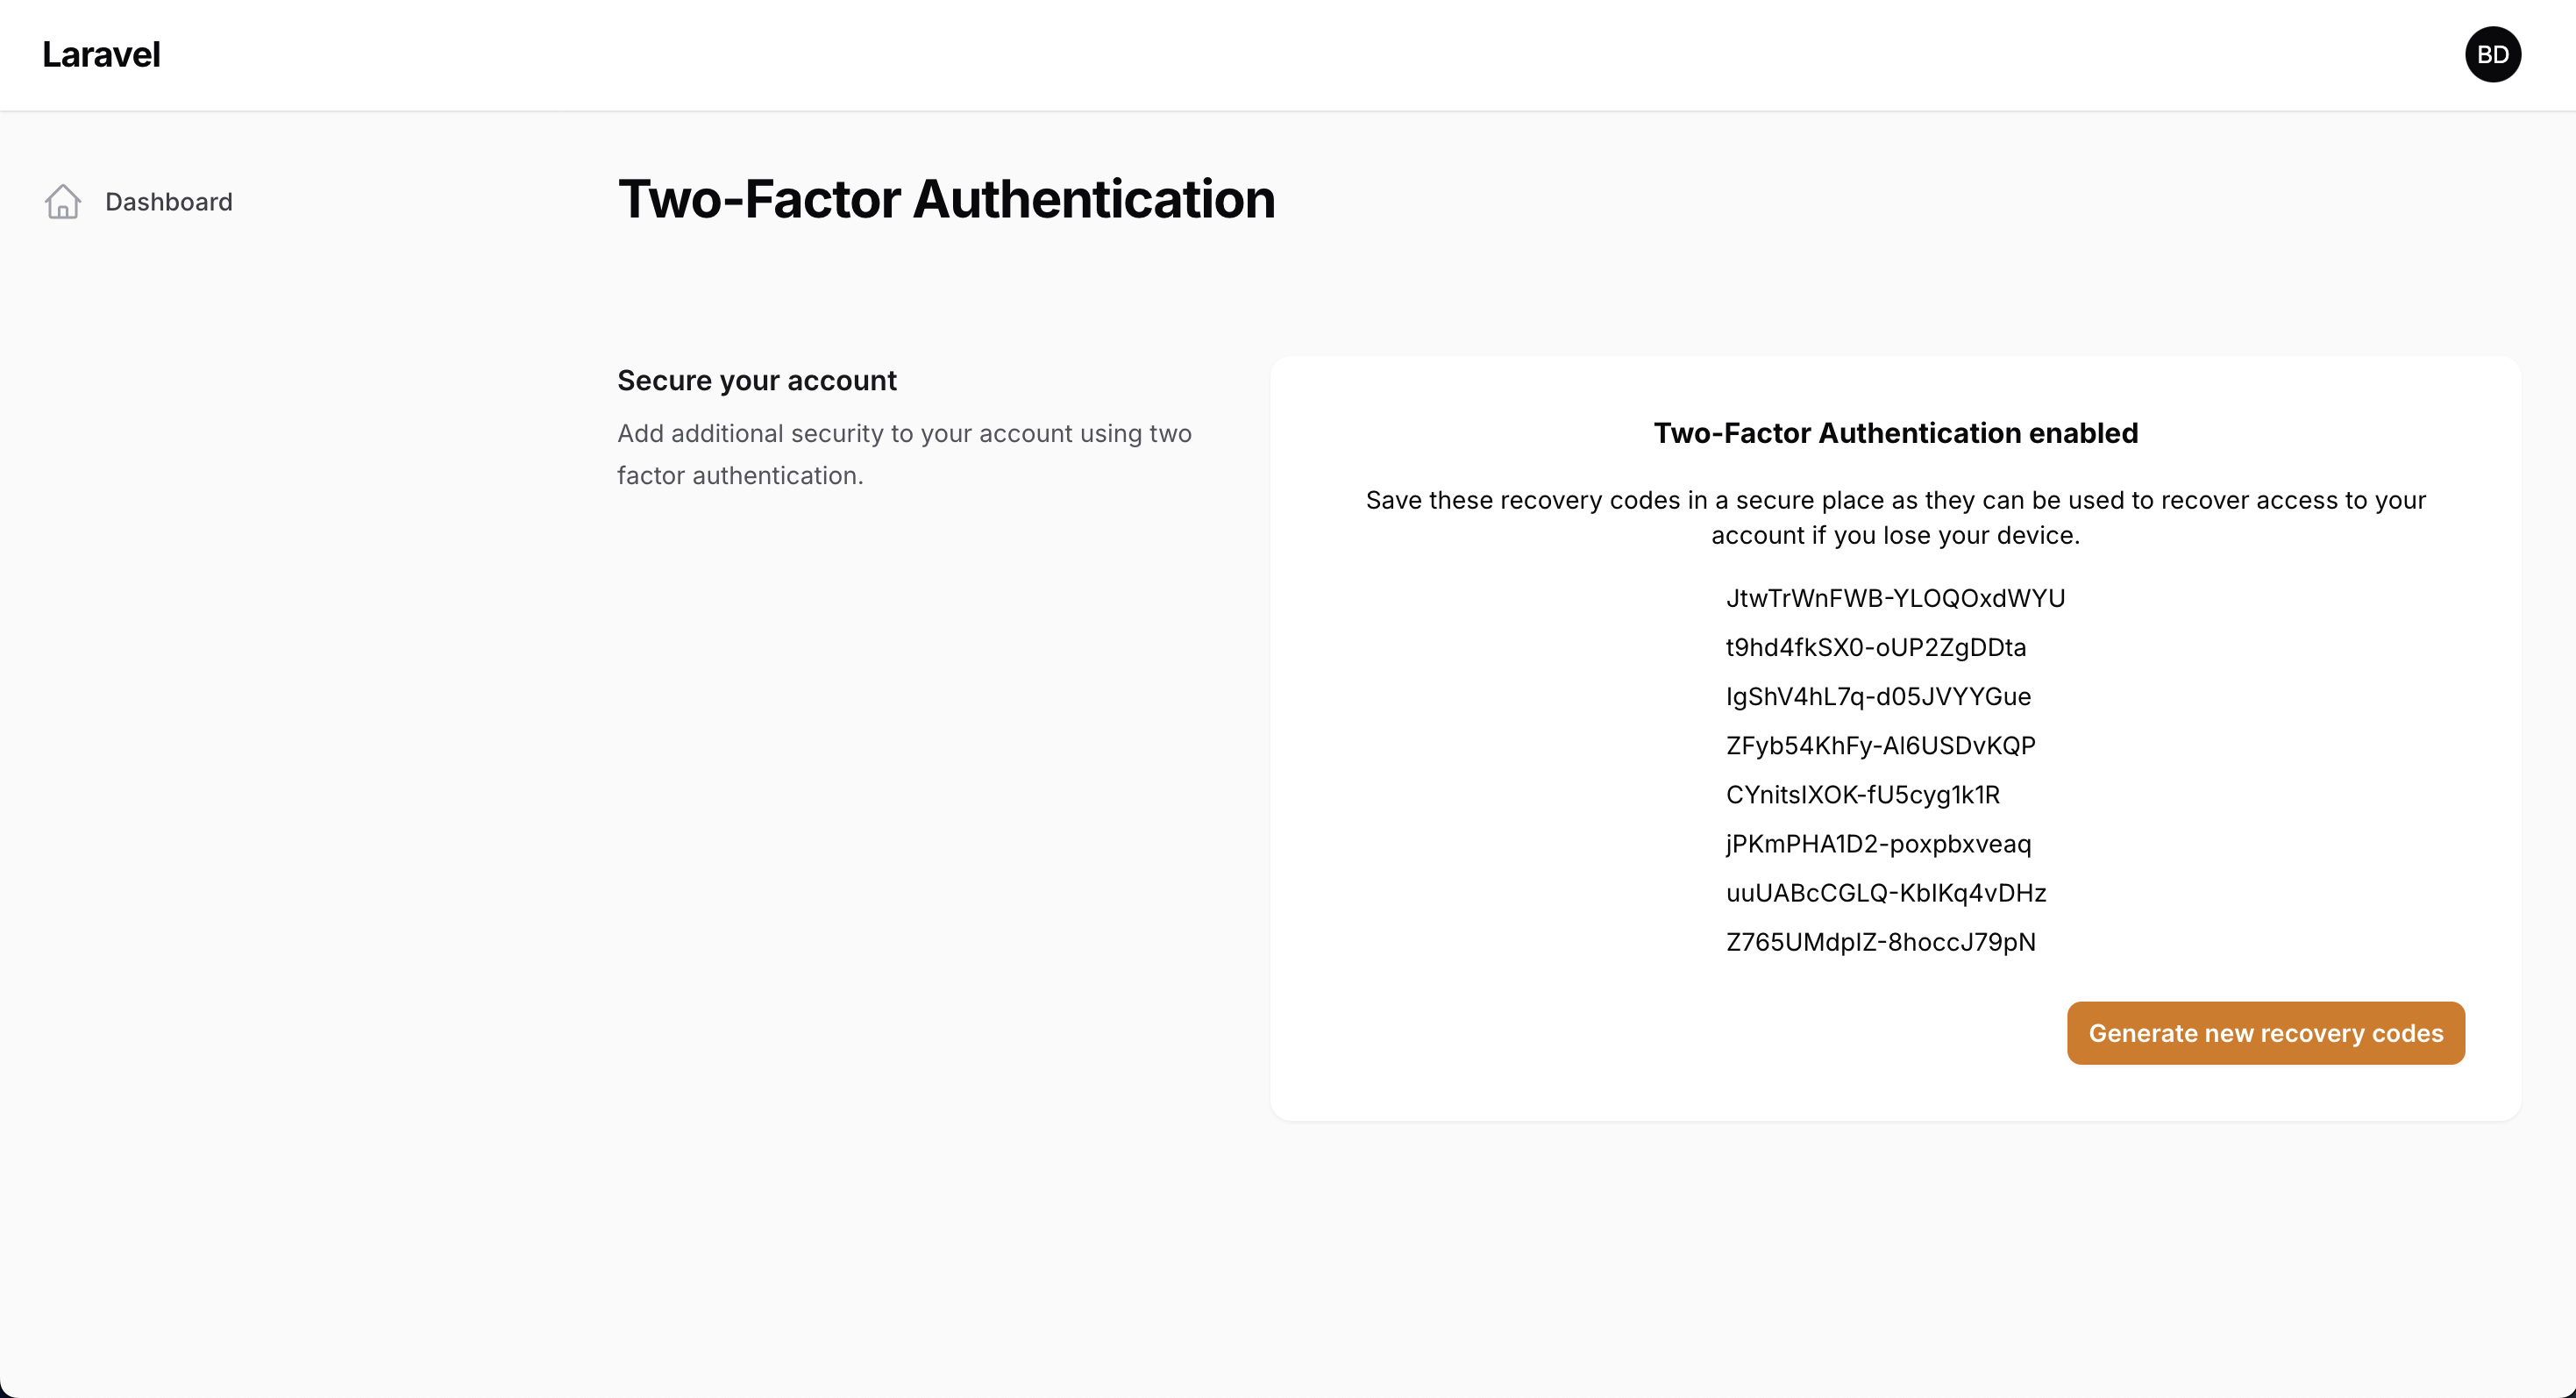 Laravel
BD
Dashboard
Two-Factor Authentication
Secure your account
Add additional security to your account using two
factor authentication.
Two-Factor Authentication enabled
Save these recovery codes in a secure place as they can be used to recover access to your
account if you lose your device.
JtwTrWnFWB-YLOQOxdWYU
t9hd4fkSX0-oUP2ZgDDta
IgShV4hL7q-d05JVYYGue
ZFyb54KhFy-Al6USDvKQP
CYnitsIXOK-fU5cyg1k1R
jPKmPHA1D2-poxpbxveaq
uuUABcCGLQ-KbIKq4vDHz
Z765UMdpIZ-8hoccJ79pN
Generate new recovery codes